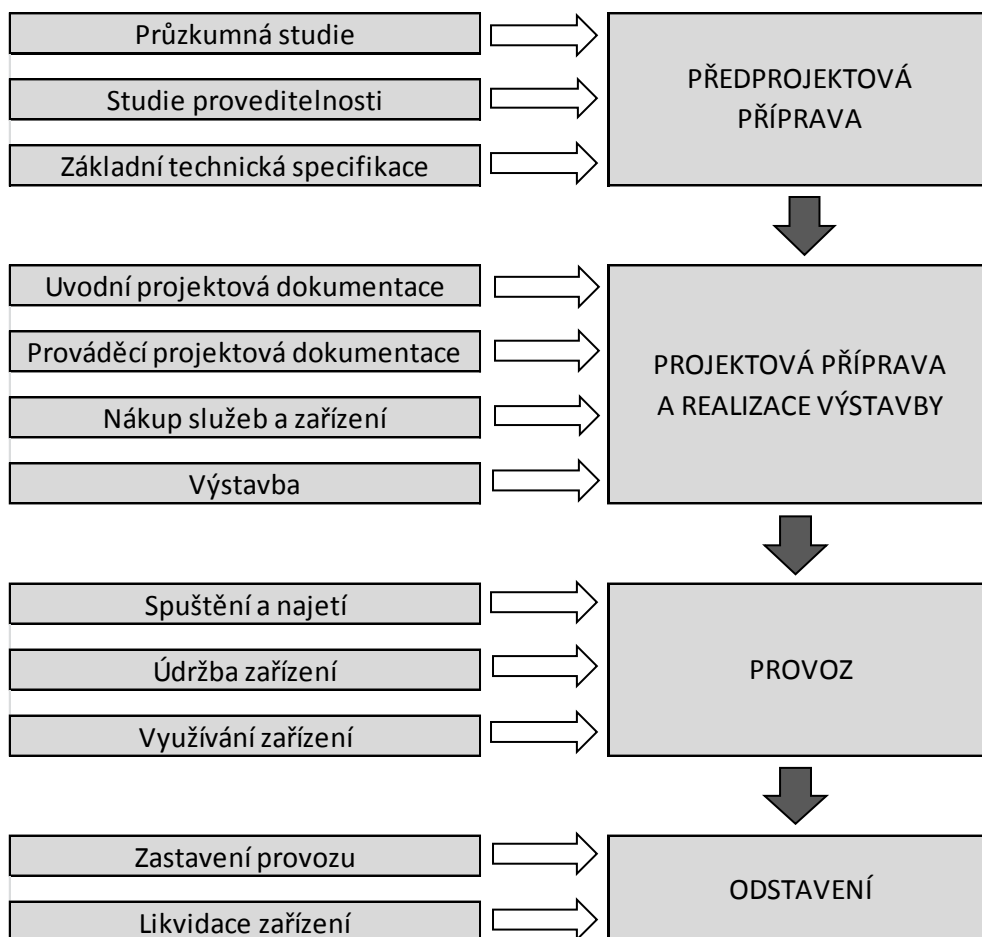 Průzkumná studie
Studie proveditelnosti
Základní technická specifikace
PŘEDPROJEKTOVÁ
PŘÍPRAVA
Uvodní projektová dokumentace
Prováděcí projektová dokumentace
Nákup služeb a zařízení
Výstavba
PROJEKTOVÁ PŘÍPRAVA
A REALIZACE VÝSTAVBY
Spuštění a najetí
Údržba zařízení
Využívání zařízení
PROVOZ
Zastavení provozu
Likvidace zařízení
ODSTAVENÍ